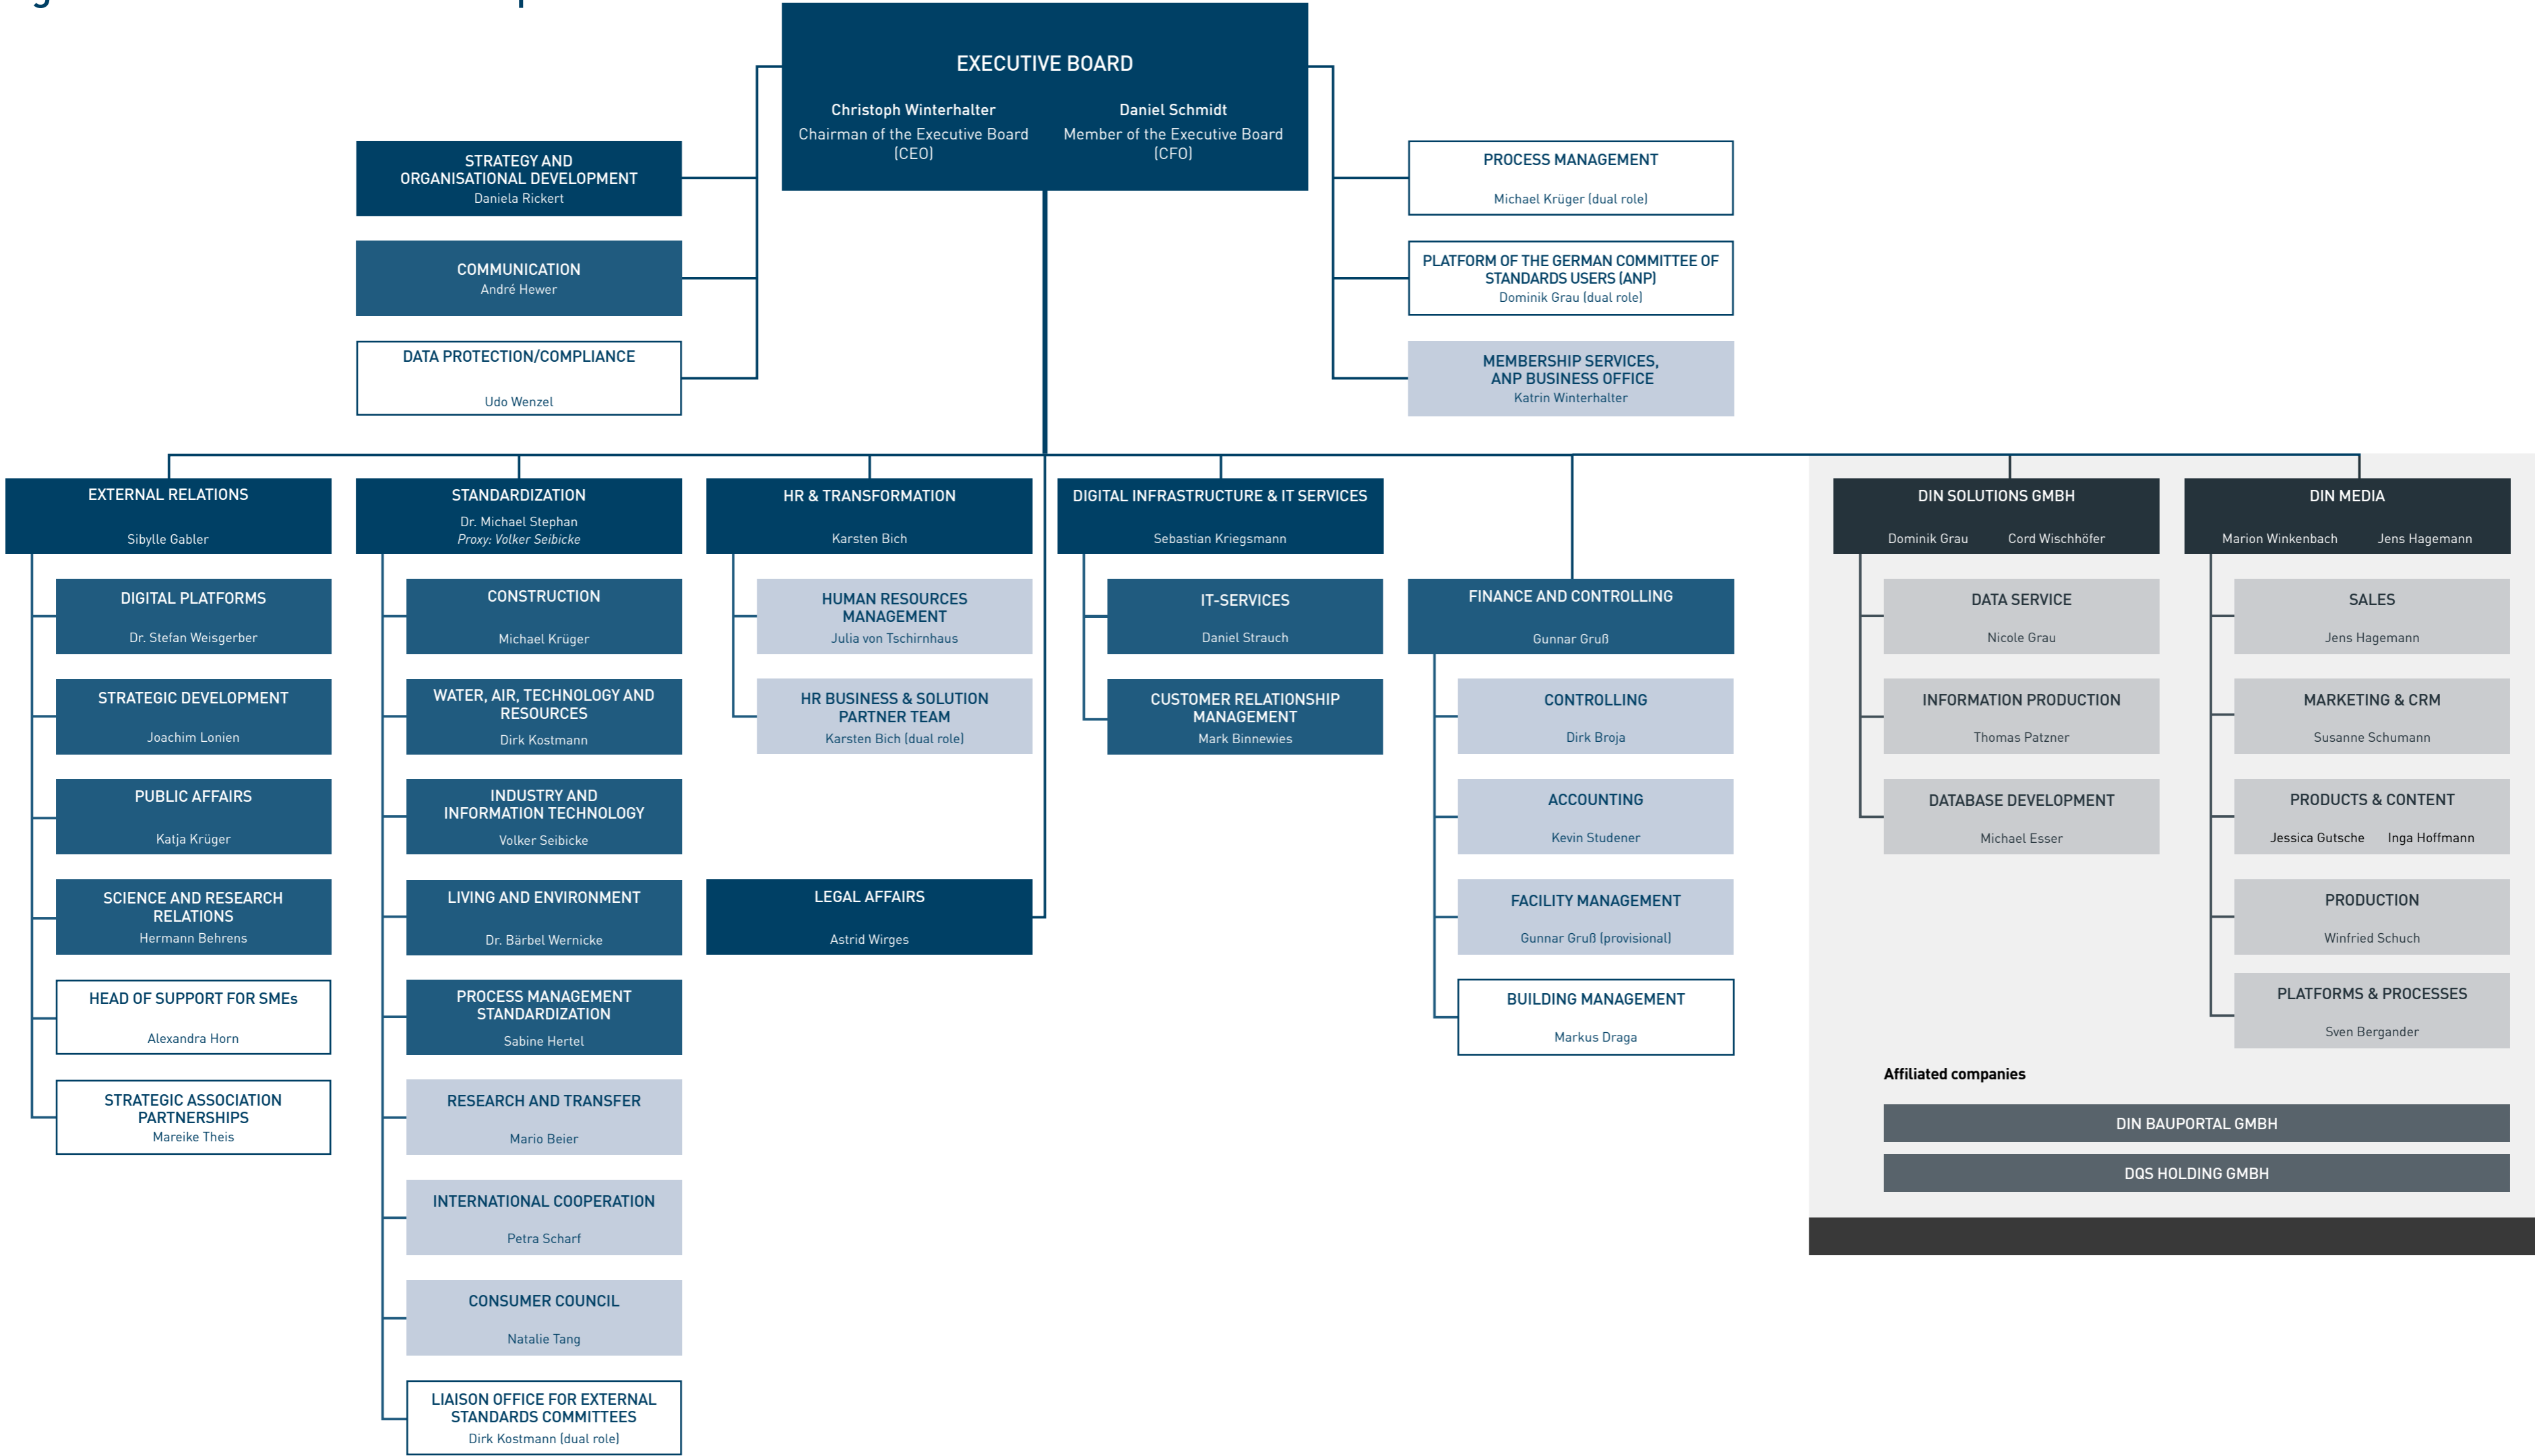 EXECUTIVE BOARD
Christoph Winterhalter
Chairman of the Executive Board
(CEO)
Daniel Schmidt
Member of the Executive Board
(CFO)
STRATEGY AND
ORGANISATIONAL DEVELOPMENT
Daniela Rickert
COMMUNICATION
André Hewer
DATA PROTECTION/COMPLIANCE
Udo Wenzel
PROCESS MANAGEMENT
Michael Krüger (dual role)
PLATFORM OF THE GERMAN COMMITTEE OF
STANDARDS USERS (ANP)
Dominik Grau (dual role)
MEMBERSHIP SERVICES,
ANP BUSINESS OFFICE
Katrin Winterhalter
EXTERNAL RELATIONS
Sibylle Gabler
DIGITAL PLATFORMS
Dr. Stefan Weisgerber
STRATEGIC DEVELOPMENT
Joachim Lonien
PUBLIC AFFAIRS
Katja Krüger
SCIENCE AND RESEARCH
RELATIONS
Hermann Behrens
HEAD OF SUPPORT FOR SMEs
Alexandra Horn
STRATEGIC ASSOCIATION
PARTNERSHIPS
Mareike Theis
STANDARDIZATION
Dr. Michael Stephan
Proxy: Volker Seibicke
CONSTRUCTION
Michael Krüger
WATER, AIR, TECHNOLOGY AND
RESOURCES
Dirk Kostmann
INDUSTRY AND
INFORMATION TECHNOLOGY
Volker Seibicke
LIVING AND ENVIRONMENT
Dr. Bärbel Wernicke
PROCESS MANAGEMENT
STANDARDIZATION
Sabine Hertel
RESEARCH AND TRANSFER
Mario Beier
INTERNATIONAL COOPERATION
Petra Scharf
CONSUMER COUNCIL
Natalie Tang
LIAISON OFFICE FOR EXTERNAL
STANDARDS COMMITTEES
Dirk Kostmann (dual role)
HR & TRANSFORMATION
Karsten Bich
HUMAN RESOURCES
MANAGEMENT
Julia von Tschirnhaus
HR BUSINESS & SOLUTION
PARTNER TEAM
Karsten Bich (dual role)
LEGAL AFFAIRS
Astrid Wirges
DIGITAL INFRASTRUCTURE & IT SERVICES
Sebastian Kriegsmann
IT-SERVICES
Daniel Strauch
CUSTOMER RELATIONSHIP
MANAGEMENT
Mark Binnewies
FINANCE AND CONTROLLING
Gunnar Gruß
CONTROLLING
Dirk Broja
ACCOUNTING
Kevin Studener
FACILITY MANAGEMENT
Gunnar Gruß (provisional)
BUILDING MANAGEMENT
Markus Draga
DIN SOLUTIONS GMBH
Dominik Grau Cord Wischhöfer
DATA SERVICE
Nicole Grau
INFORMATION PRODUCTION
Thomas Patzner
DATABASE DEVELOPMENT
Michael Esser
DIN MEDIA
Marion Winkenbach Jens Hagemann
SALES
Jens Hagemann
MARKETING & CRM
Susanne Schumann
PRODUCTS & CONTENT
Jessica Gutsche Inga Hoffmann
PRODUCTION
Winfried Schuch
PLATFORMS & PROCESSES
Sven Bergander
Affiliated companies
DIN BAUPORTAL GMBH
DQS HOLDING GMBH